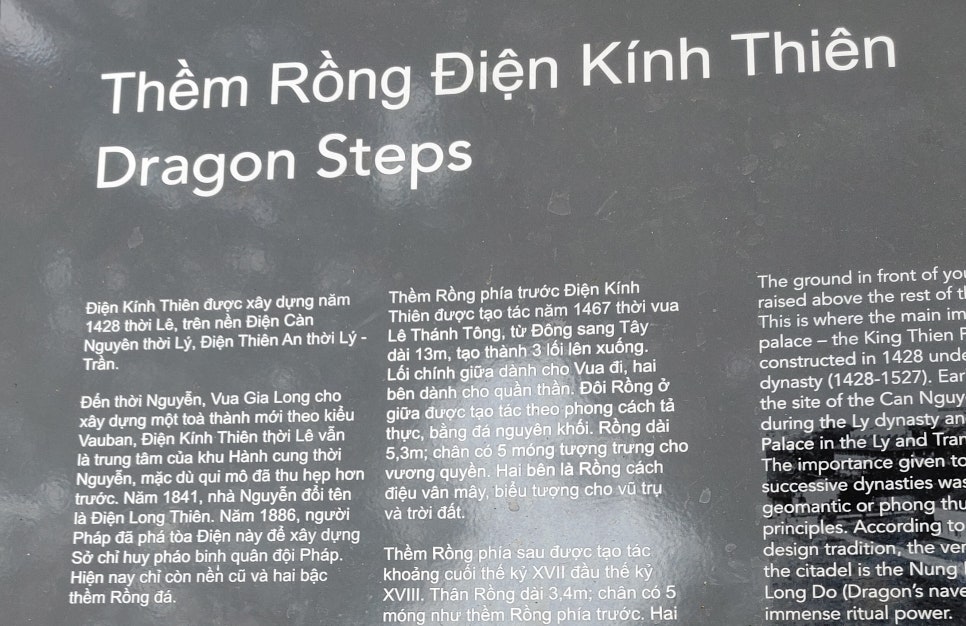 Thềm Rồng Điện Kính Thiên
Dragon Steps
Điện Kính Thiên được xây dựng năm
1428 thời Lê, trên nền Điện Càn
Nguyên thời Lý, Điện Thiên An thời Lý -
Trần.
Đến thời Nguyễn, Vua Gia Long cho
xây dựng một toà thành mới theo kiểu
Vauban, Điện Kính Thiên thời Lê vẫn
là trung tâm của khu Hành cung thời
Nguyễn, mặc dù qui mô đã thu hẹp hơn
trước. Năm 1841, nhà Nguyễn đổi tên
là Điện Long Thiên. Năm 1886, người
Pháp đã phá tòa Điện này để xây dựng
Sở chỉ huy pháo binh quân đội Pháp.
Hiện nay chỉ còn nền cũ và hai bậc
thềm Rồng đá.
Thềm Rồng phía trước Điện Kính
Thiên được tạo tác năm 1467 thời vua
Lê Thánh Tông, từ Đông sang Tây
dài 13m, tạo thành 3 lối lên xuống.
Lối chính giữa dành cho Vua đi, hai
bên dành cho quần thần. Đôi Rồng ở
giữa được tạo tác theo phong cách tả
thực, bằng đá nguyên khối. Rồng dài
5,3m; chân có 5 móng tượng trưng cho
vương quyền. Hai bên là Rồng cách
điệu vân mây, biểu tượng cho vũ trụ
và trời đất.
Thềm Rồng phía sau được tạo tác
khoảng cuối thế kỷ XVII đầu thế kỷ
XVIII. Thân Rồng dài 3,4m; chân có 5
móng như thềm Rồng phía trước. Hai
The ground in front of
raised above the rest of
This is where the main
palace – the King Thien
constructed in 1428
dynasty (1428-1527).
the site of the Can
during the Ly dynasty
Palace in the Ly and
The importance given to
successive dynasties
geomantic or phong
principles. According to
design tradition, the
the citadel is the Nung
Long Do (Dragon's
immense ritual power.